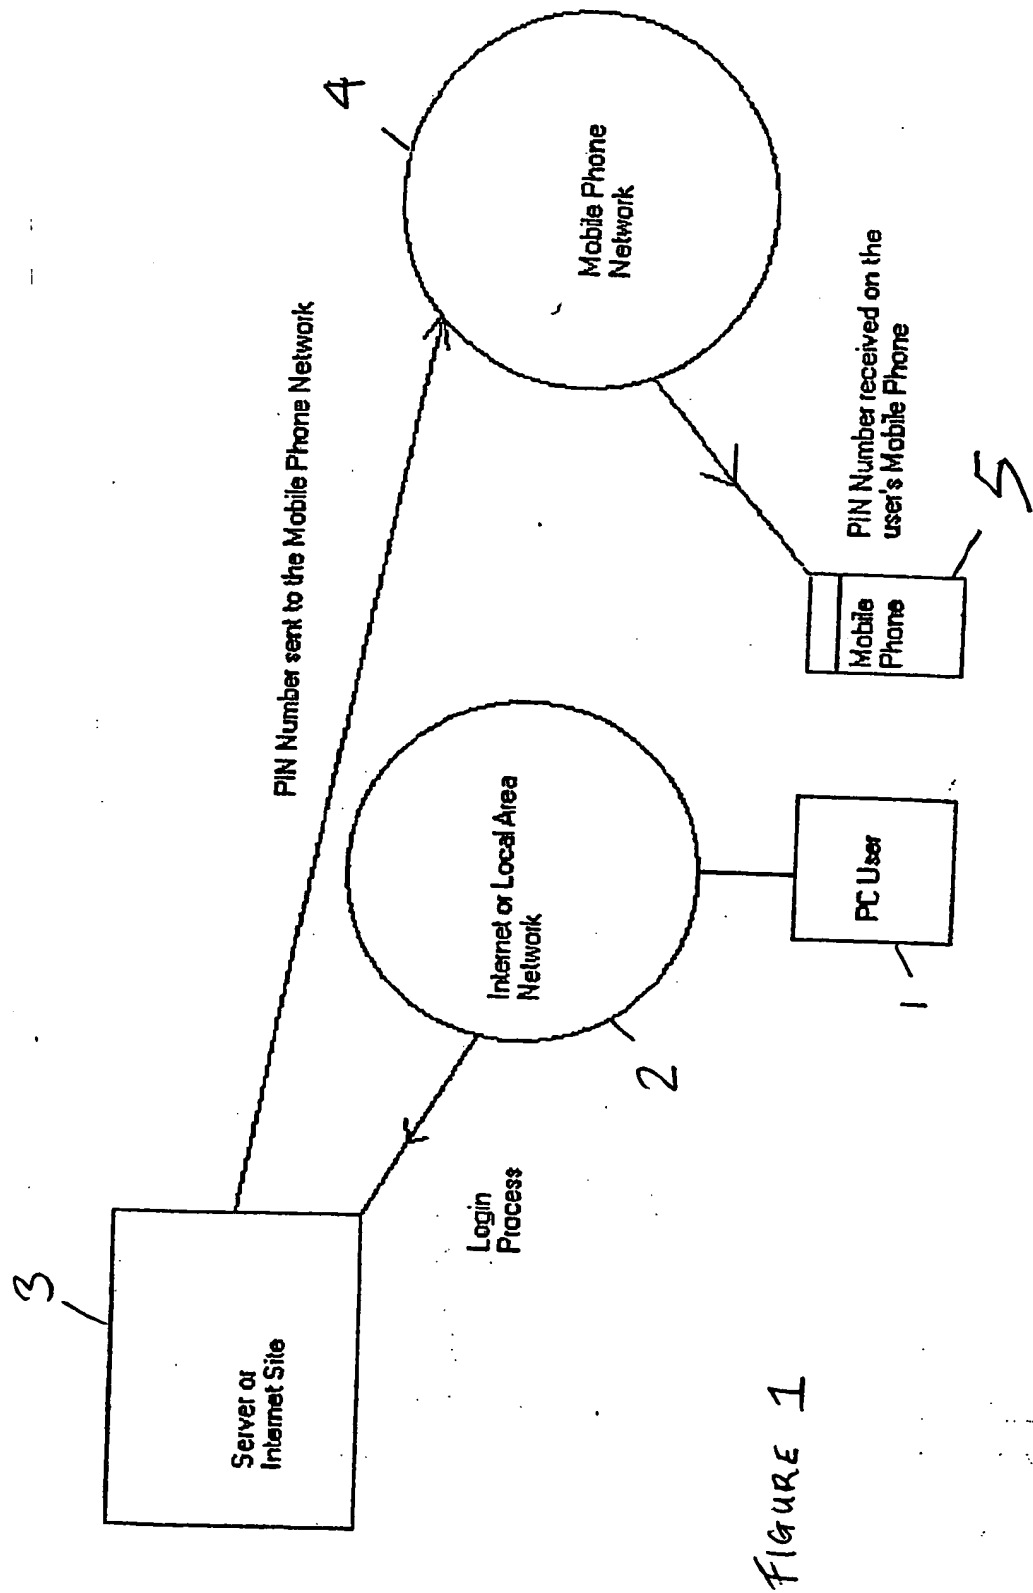 3
Server or
Internet Site
PIN Number sent to the Mobile Phone Network
4
Mobile Phone
Network
Login
Process
Internet or Local Area
Network
2
PC User
1
Mobile
Phone
PIN Number received on the
user's Mobile Phone
5
FIGURE 1